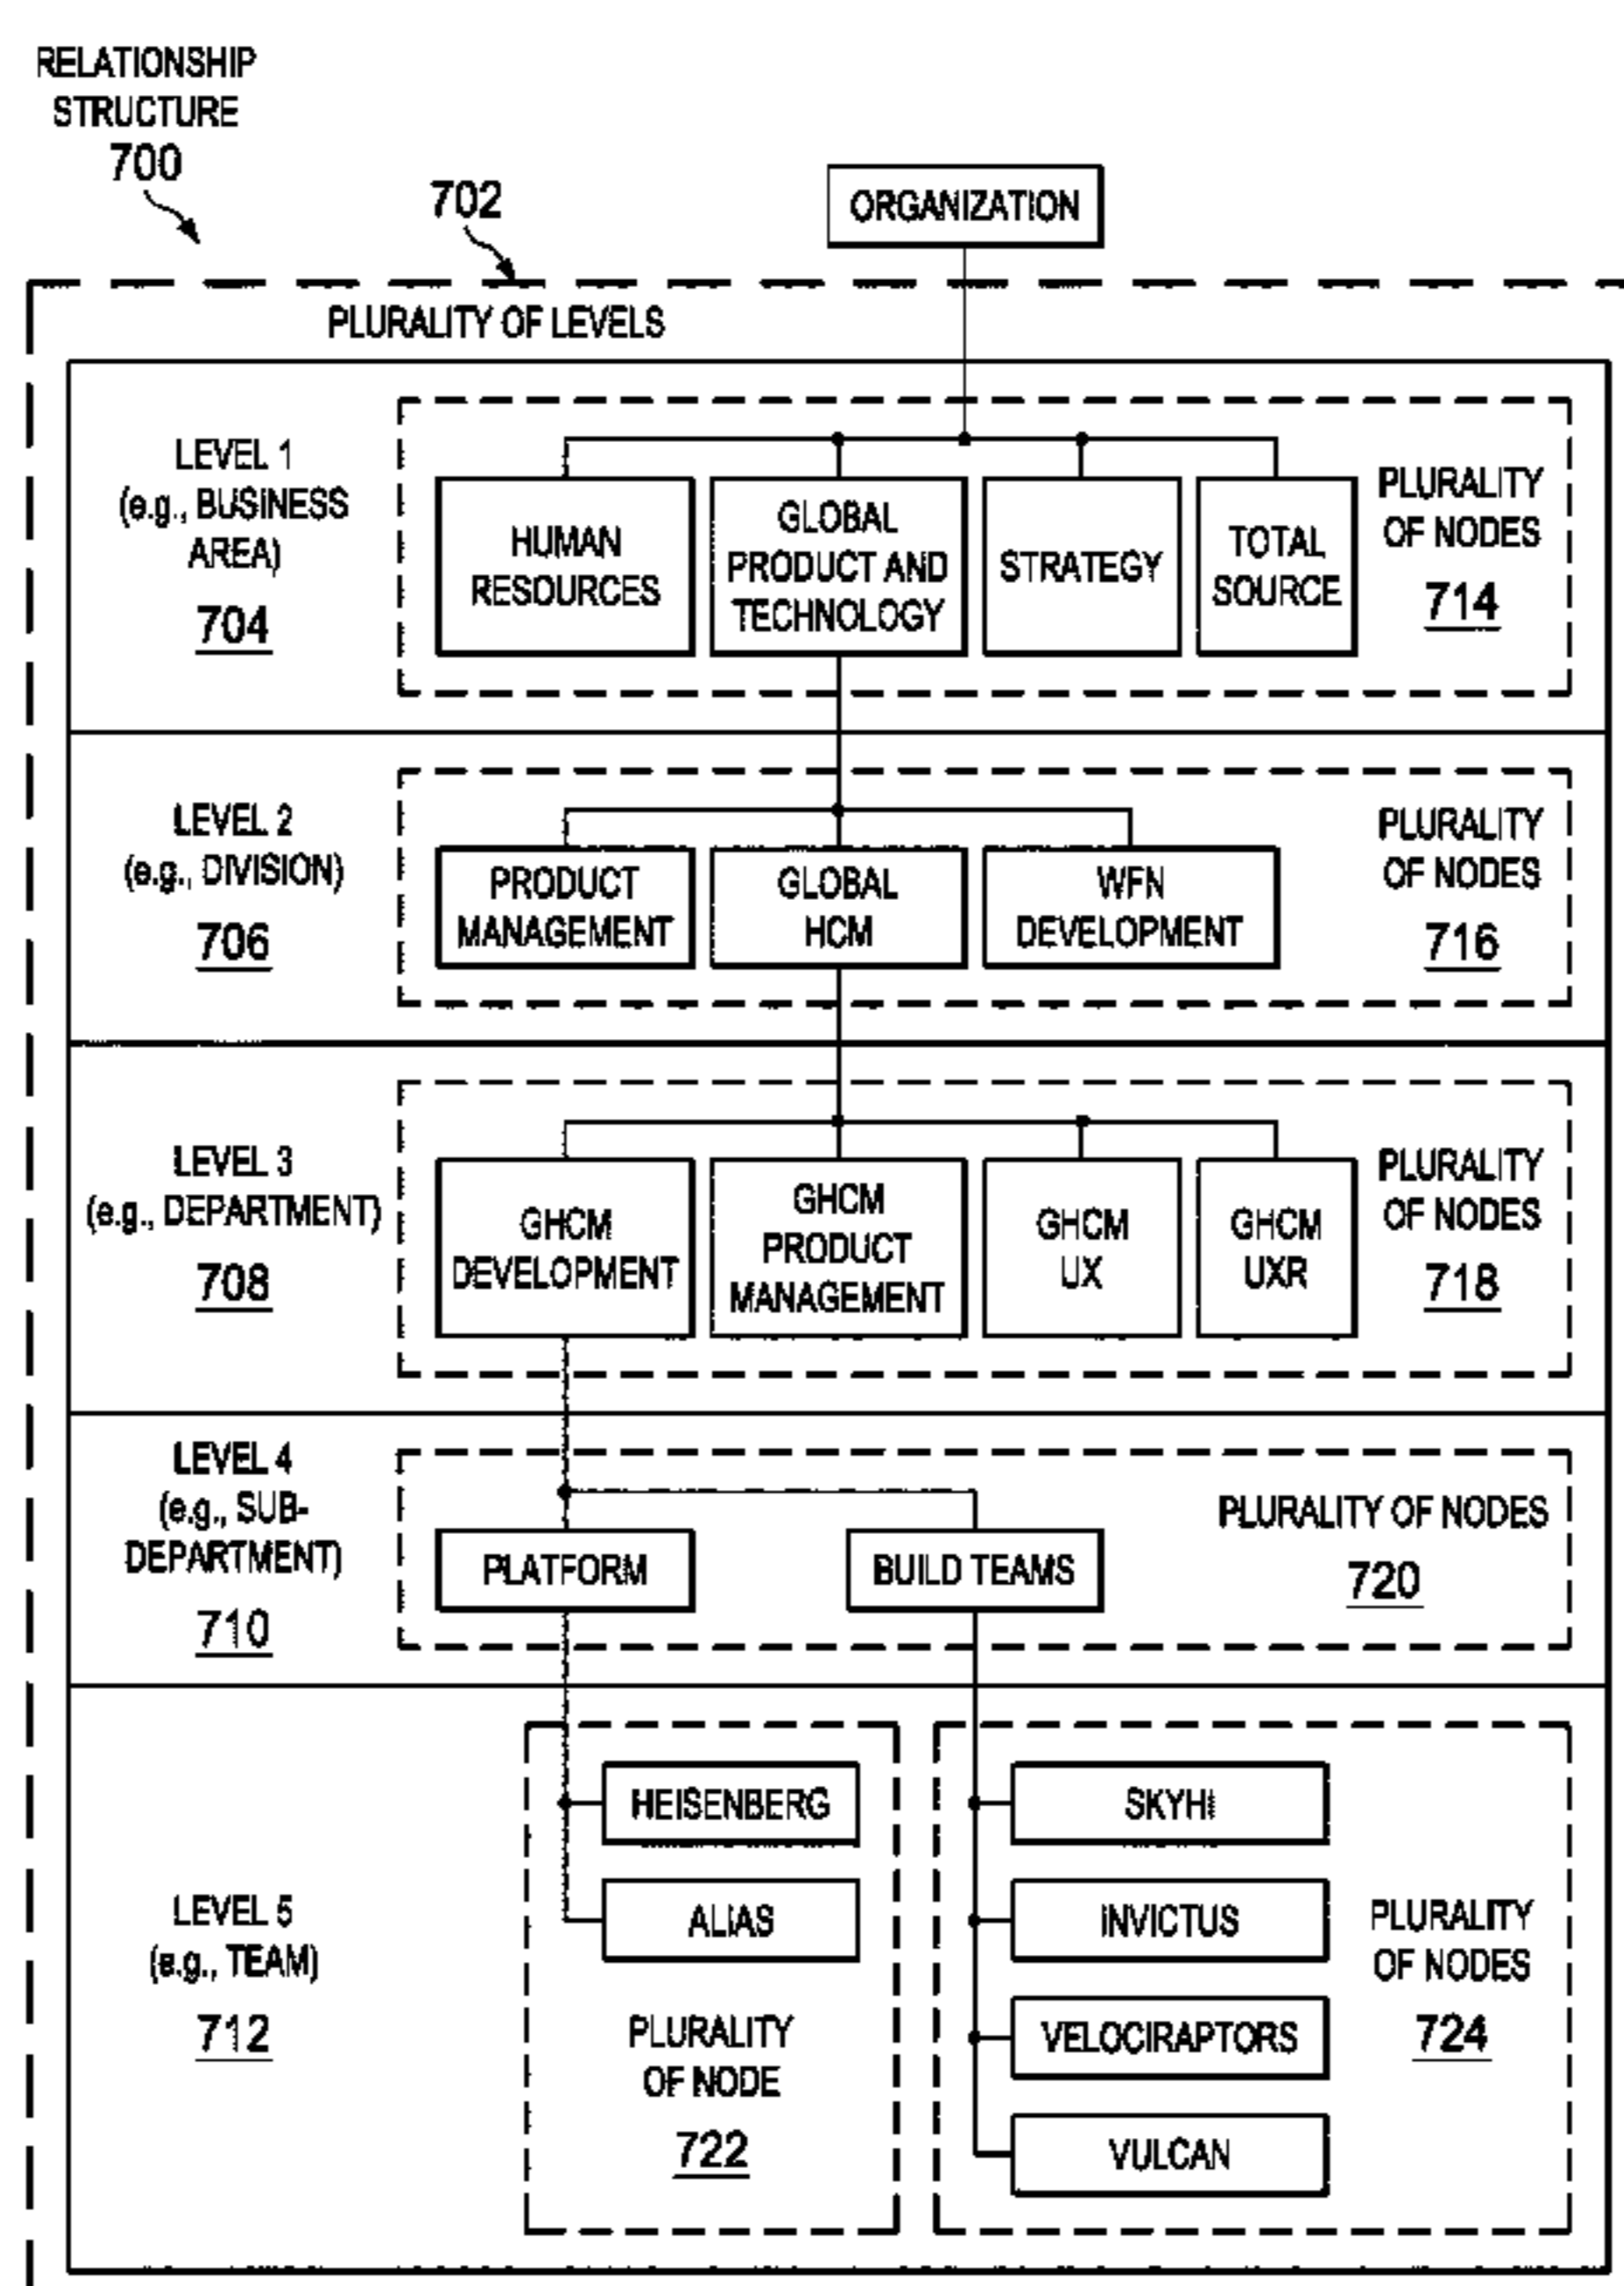 RELATIONSHIP
STRUCTURE
700
702
ORGANIZATION
PLURALITY OF LEVELS
LEVEL 1
(e.g., BUSINESS
AREA)
704
HUMAN
RESOURCES
GLOBAL
PRODUCT AND
TECHNOLOGY
STRATEGY
TOTAL
SOURCE
PLURALITY
OF NODES
714
LEVEL 2
(e.g., DIVISION)
706
PRODUCT
MANAGEMENT
GLOBAL
HCM
WFN
DEVELOPMENT
PLURALITY
OF NODES
716
LEVEL 3
(e.g., DEPARTMENT)
708
GHCM
DEVELOPMENT
GHCM
PRODUCT
MANAGEMENT
GHCM
UX
GHCM
UXR
PLURALITY
OF NODES
718
LEVEL 4
(e.g., SUB-
DEPARTMENT)
710
PLATFORM
BUILD TEAMS
PLURALITY OF NODES
720
LEVEL 5
(e.g., TEAM)
712
HEISENBERG
ALIAS
PLURALITY
OF NODE
722
SKYHI
INVICTUS
VELOCIRAPTORS
VULCAN
PLURALITY
OF NODES
724